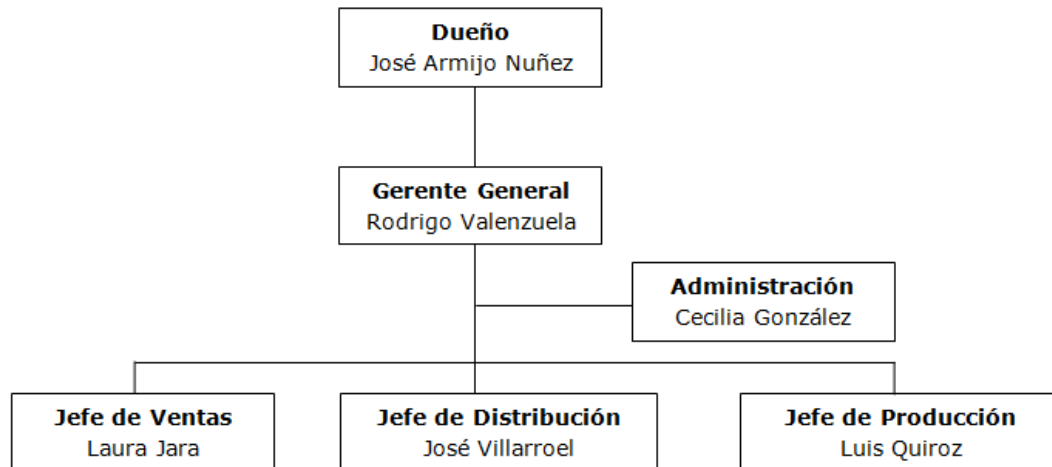 Dueño
José Armijo Nuñez
Gerente General
Rodrigo Valenzuela
Administración
Cecilia González
Jefe de Ventas
Laura Jara
Jefe de Distribución
José Villarroel
Jefe de Producción
Luis Quiroz